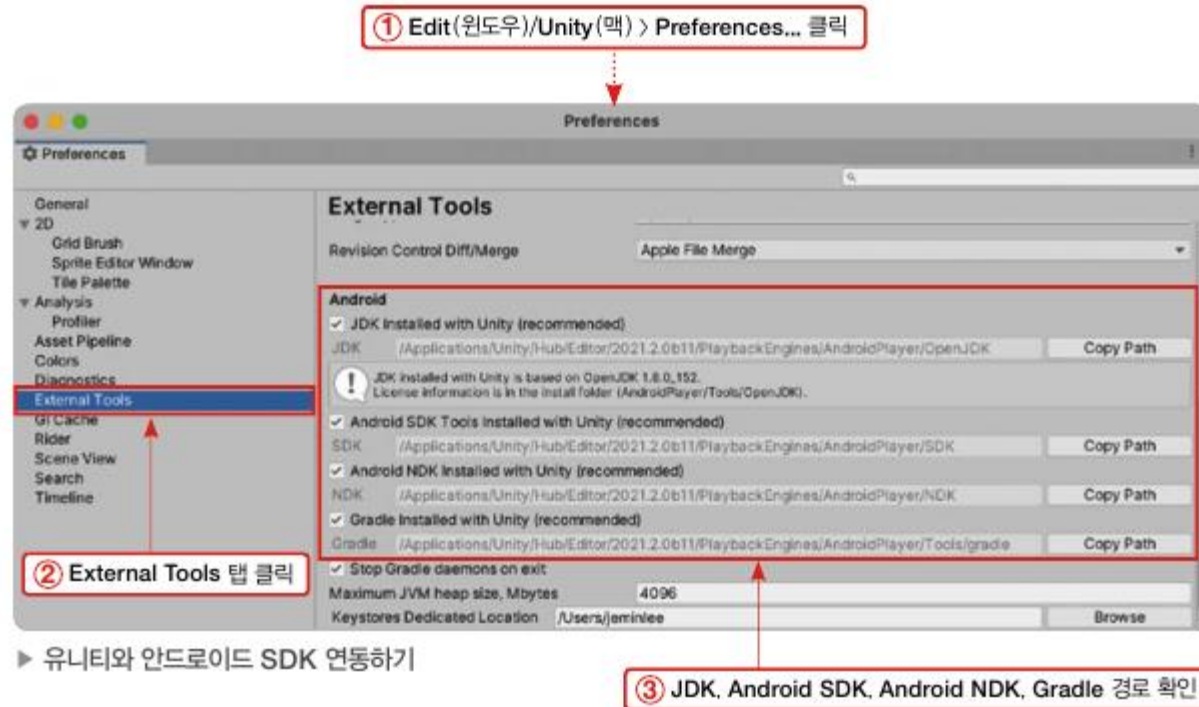 ① Edit(윈도우)/Unity(맥) > Preferences... 클릭
Preferences
Preferences
General
2D
Grid Brush
Sprite Editor Window
Tile Palette
Analysis
Profiler
Asset Pipeline
Colors
Diagnostics
External Tools
GI Cache
Rider
Scene View
Search
Timeline
External Tools
Revision Control Diff/Merge Apple File Merge
Android
JDK Installed with Unity (recommended)
JDK /Applications/Unity/Hub/Editor/2021.2.0b11/PlaybackEngines/AndroidPlayer/OpenJDK Copy Path
JDK installed with Unity is based on OpenJDK 1.8.0_152.
License information is in the install folder (AndroidPlayer/Tools/OpenJDK).
Android SDK Tools Installed with Unity (recommended)
SDK /Applications/Unity/Hub/Editor/2021.2.0b11/PlaybackEngines/AndroidPlayer/SDK Copy Path
Android NDK Installed with Unity (recommended)
NDK /Applications/Unity/Hub/Editor/2021.2.0b11/PlaybackEngines/AndroidPlayer/NDK Copy Path
Gradle Installed with Unity (recommended)
Gradle /Applications/Unity/Hub/Editor/2021.2.0b11/PlaybackEngines/AndroidPlayer/Tools/gradle Copy Path
Stop Gradle daemons on exit
Maximum JVM heap size, Mbytes 4096
Keystores Dedicated Location /Users/jeminlee Browse
② External Tools 탭 클릭
▶ 유니티와 안드로이드 SDK 연동하기
③ JDK, Android SDK, Android NDK, Gradle 경로 확인